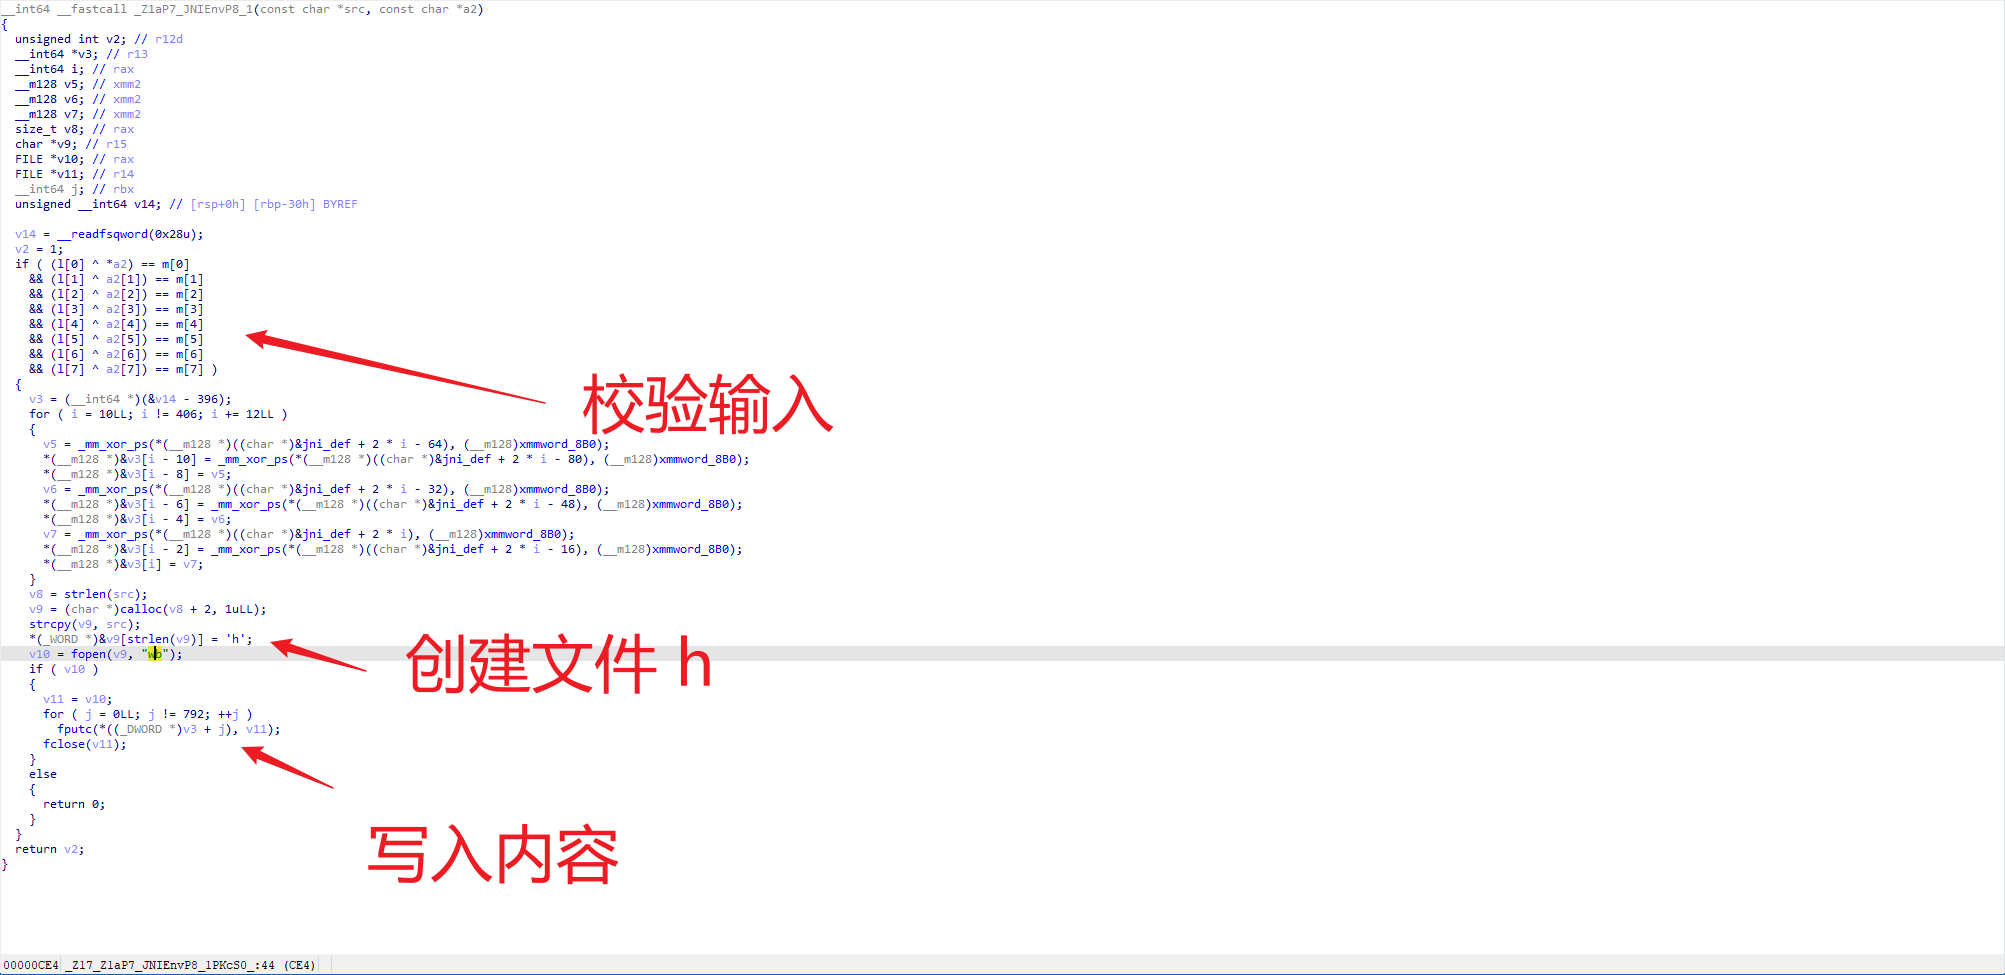 __int64 __fastcall _Z1aP7_JNIEnvP8_1(const char *src, const char *a2)
{
unsigned int v2; // r12d
__int64 *v3; // r13
__int64 i; // rax
__m128 v5; // xmm2
__m128 v6; // xmm2
__m128 v7; // xmm2
size_t v8; // rax
char *v9; // r15
FILE *v10; // rax
FILE *v11; // r14
__int64 j; // rbx
unsigned __int64 v14; // [rsp+0h] [rbp-30h] BYREF
v14 = __readfsqword(0x28u);
v2 = 1;
if ( (l[0] ^ *a2) == m[0]
&& (l[1] ^ a2[1]) == m[1]
&& (l[2] ^ a2[2]) == m[2]
&& (l[3] ^ a2[3]) == m[3]
&& (l[4] ^ a2[4]) == m[4]
&& (l[5] ^ a2[5]) == m[5]
&& (l[6] ^ a2[6]) == m[6]
&& (l[7] ^ a2[7]) == m[7] )
{
校验输入
v3 = (__int64 *)(&v14 - 396);
for ( i = 10LL; i != 406; i += 12LL )
{
v5 = _mm_xor_ps(*(__m128 *)((char *)&jni_def + 2 * i - 64), (__m128)xmmword_8B0);
*(__m128 *)&v3[i - 10] = _mm_xor_ps(*(__m128 *)((char *)&jni_def + 2 * i - 80), (__m128)xmmword_8B0);
*(__m128 *)&v3[i - 8] = v5;
v6 = _mm_xor_ps(*(__m128 *)((char *)&jni_def + 2 * i - 32), (__m128)xmmword_8B0);
*(__m128 *)&v3[i - 6] = _mm_xor_ps(*(__m128 *)((char *)&jni_def + 2 * i - 48), (__m128)xmmword_8B0);
*(__m128 *)&v3[i - 4] = v6;
v7 = _mm_xor_ps(*(__m128 *)((char *)&jni_def + 2 * i), (__m128)xmmword_8B0);
*(__m128 *)&v3[i - 2] = _mm_xor_ps(*(__m128 *)((char *)&jni_def + 2 * i - 16), (__m128)xmmword_8B0);
*(__m128 *)&v3[i] = v7;
}
v8 = strlen(src);
v9 = (char *)calloc(v8 + 2, 1uLL);
strcpy(v9, src);
*(_WORD *)&v9[strlen(v9)] = 'h';
v10 = fopen(v9, "wb");
创建文件 h
if ( v10 )
{
v11 = v10;
for ( j = 0LL; j != 792; ++j )
fputc(*((_DWORD *)v3 + j), v11);
fclose(v11);
}
else
{
return 0;
}
}
return v2;
写入内容
}
00000CE4 _Z17_Z1aP7_JNIEnvP8_1PKcS0_:44 (CE4)